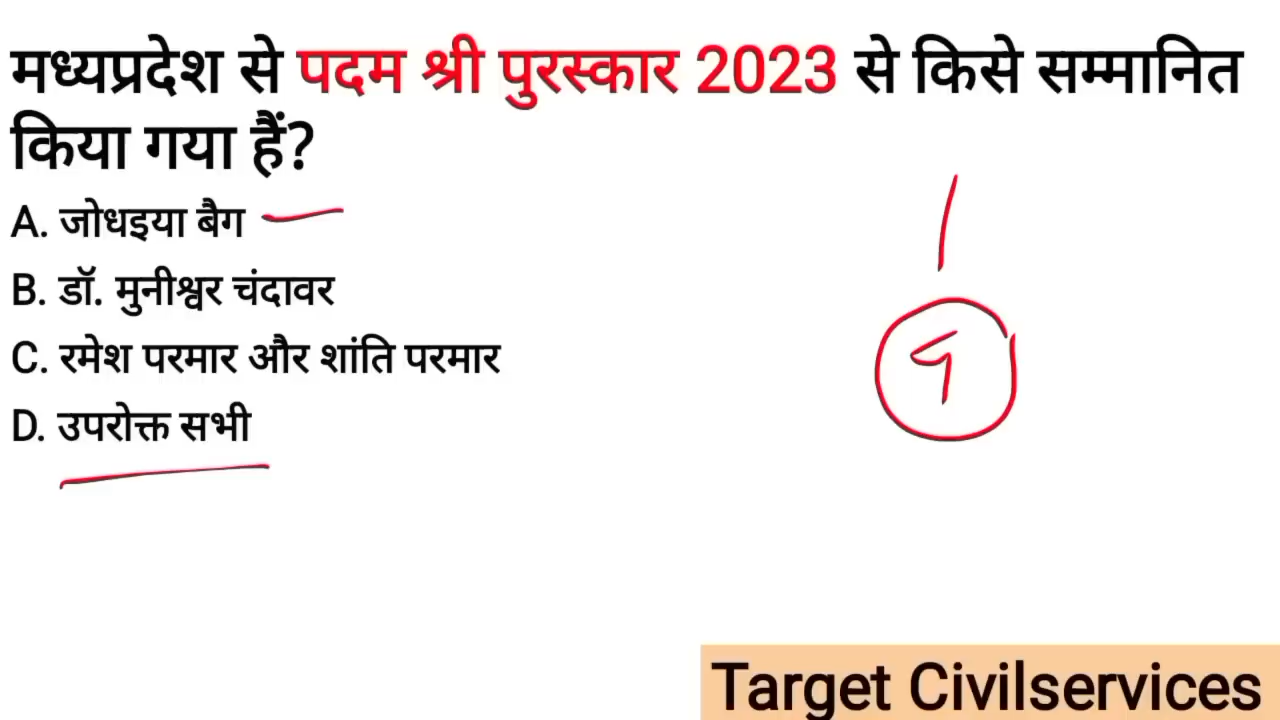 मध्यप्रदेश से पदम श्री पुरस्कार 2023 से किसे सम्मानित
किया गया हैं?
A. जोधइया बैग
B. डॉ. मुनीश्वर चंदावर
C. रमेश परमार और शांति परमार
D. उपरोक्त सभी
Target Civilservices